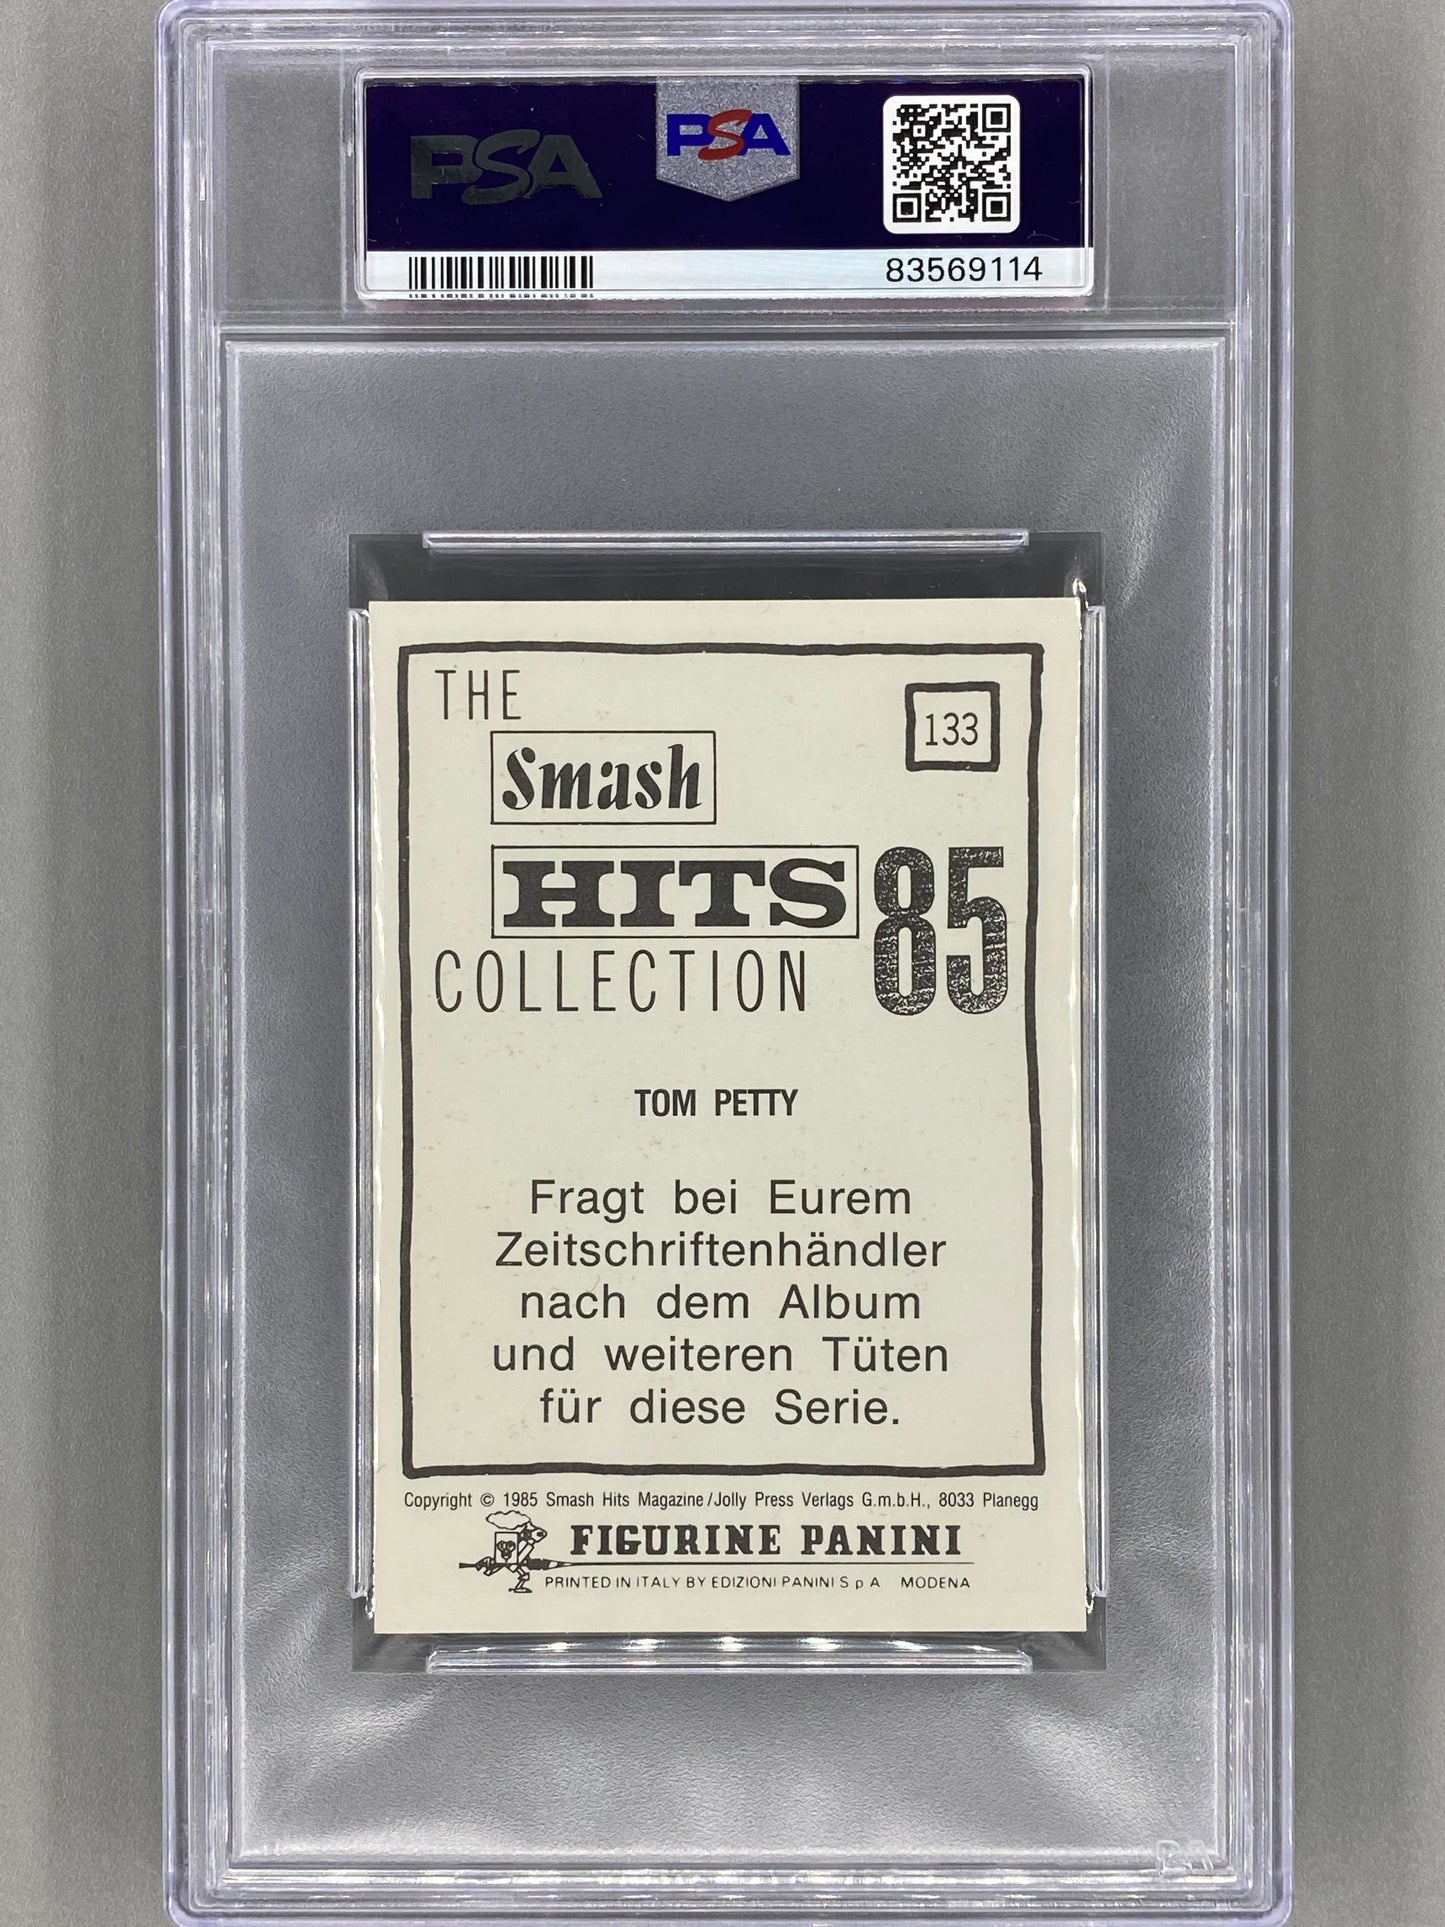 PSA
PSA
83569114
THE
133
Smash
HITS
85
COLLECTION
TOM PETTY
Fragt bei Eurem
Zeitschriftenhändler
nach dem Album
und weiteren Tüten
für diese Serie.
Copyright © 1985 Smash Hits Magazine/Jolly Press Verlags G.m.b.H., 8033 Planegg
FIGURINE PANINI
PRINTED IN ITALY BY EDIZIONI PANINI S p A MODENA
PSA